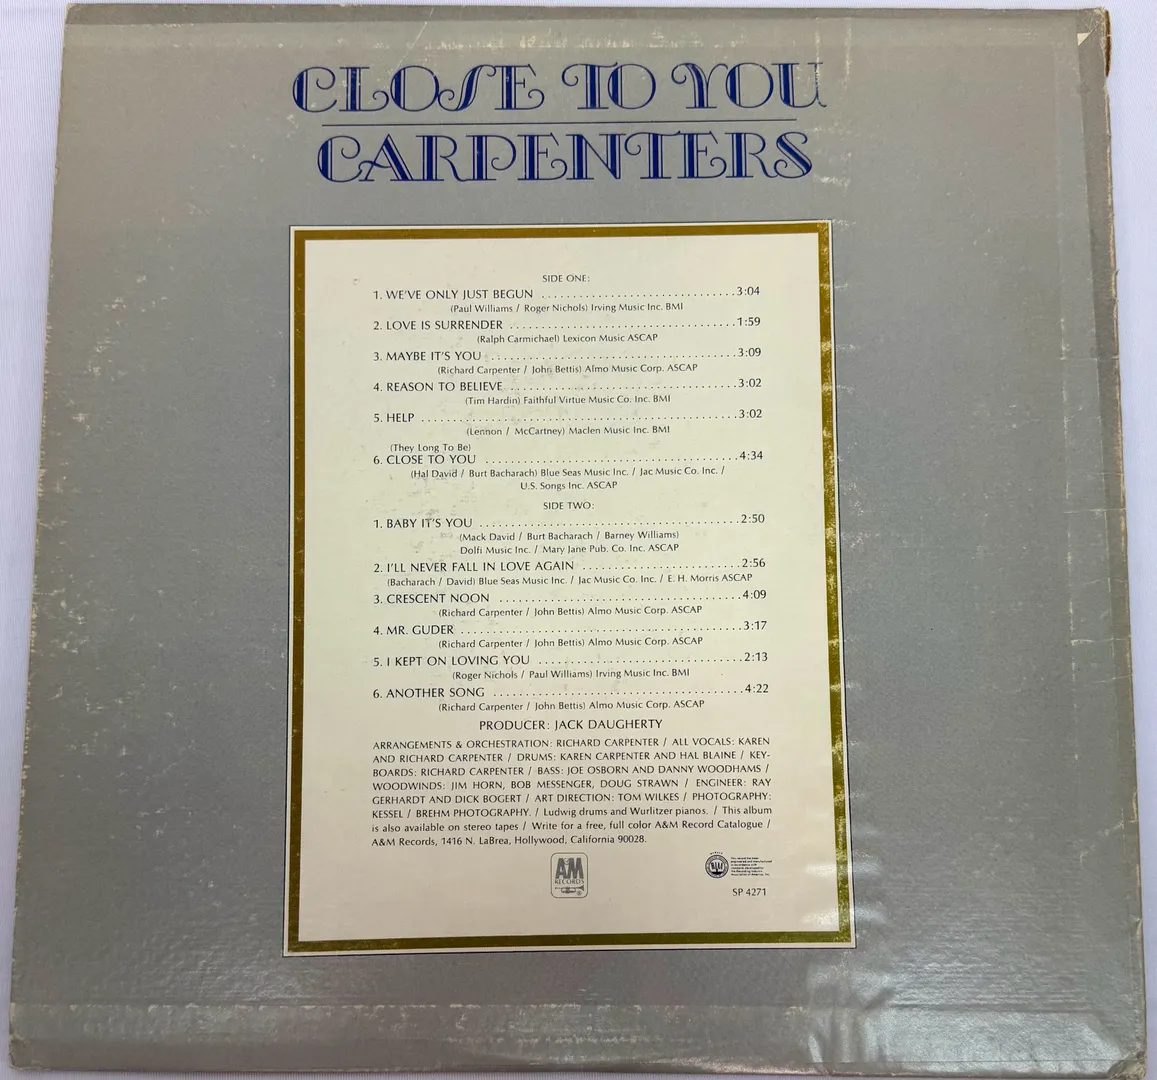 CLOSE TO YOU
CARPENTERS
SIDE ONE:
1. WE'VE ONLY JUST BEGUN ..............................3:04
(Paul Williams / Roger Nichols) Irving Music Inc. BMI
2. LOVE IS SURRENDER ..............................1:59
(Ralph Carmichael) Lexicon Music ASCAP
3. MAYBE IT'S YOU ..............................3:09
(Richard Carpenter / John Bettis) Almo Music Corp. ASCAP
4. REASON TO BELIEVE ..............................3:02
(Tim Hardin) Faithful Virtue Music Co. Inc. BMI
5. HELP ..............................3:02
(Lennon / McCartney) Maclen Music Inc. BMI
(They Long To Be)
6. CLOSE TO YOU ..............................4:34
(Hal David / Burt Bacharach) Blue Seas Music Inc. / Jac Music Co. Inc. /
U.S. Songs Inc. ASCAP
SIDE TWO:
1. BABY IT'S YOU ..............................2:50
(Mack David / Burt Bacharach / Barney Williams)
Dolfi Music Inc. / Mary Jane Pub. Co. Inc. ASCAP
2. I'LL NEVER FALL IN LOVE AGAIN ..............................2:56
(Bacharach / David) Blue Seas Music Inc. / Jac Music Co. Inc. / E. H. Morris ASCAP
3. CRESCENT NOON ..............................4:09
(Richard Carpenter / John Bettis) Almo Music Corp. ASCAP
4. MR. GUDER ..............................3:17
(Richard Carpenter / John Bettis) Almo Music Corp. ASCAP
5. I KEPT ON LOVING YOU ..............................2:13
(Roger Nichols / Paul Williams) Irving Music Inc. BMI
6. ANOTHER SONG ..............................4:22
(Richard Carpenter / John Bettis) Almo Music Corp. ASCAP
PRODUCER: JACK DAUGHERTY
ARRANGEMENTS & ORCHESTRATION: RICHARD CARPENTER / ALL VOCALS: KAREN
AND RICHARD CARPENTER / DRUMS: KAREN CARPENTER AND HAL BLAINE / KEY-
BOARDS: RICHARD CARPENTER / BASS: JOE OSBORN AND DANNY WOODHAMS /
WOODWINDS: JIM HORN, BOB MESSENGER, DOUG STRAWN / ENGINEER: RAY
GERHARDT AND DICK BOGERT / ART DIRECTION: TOM WILKES / PHOTOGRAPHY:
KESSEL / BREHM PHOTOGRAPHY. / Ludwig drums and Wurlitzer pianos. / This album
is also available on stereo tapes / Write for a free, full color A&M Record Catalogue /
A&M Records, 1416 N. LaBrea, Hollywood, California 90028.
A&M
RECORDS
SP 4271